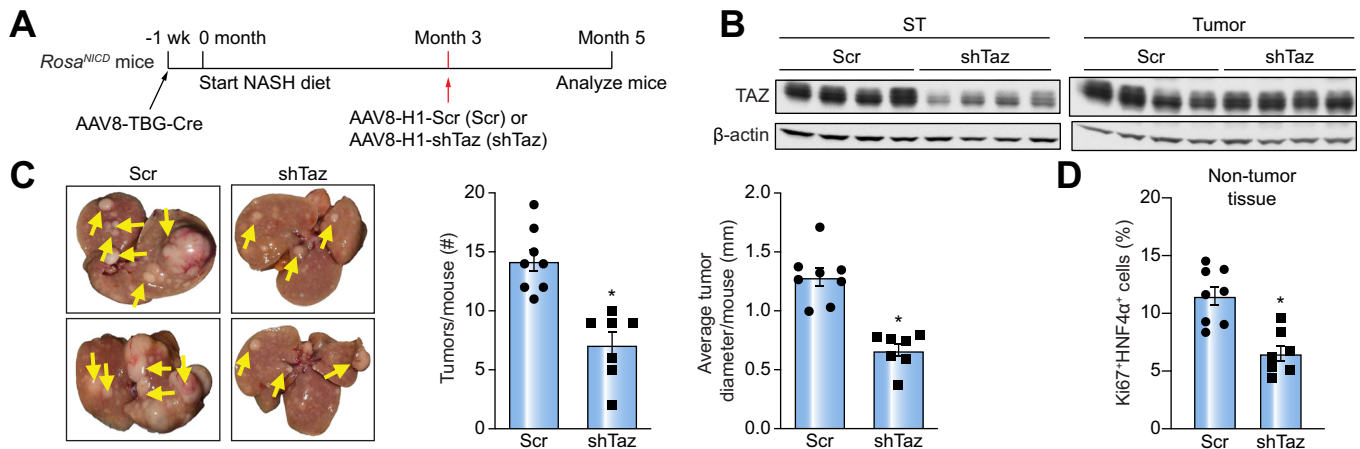 A
-1 wk 0 month Month 3 Month 5
Rosaᴺᴵᶜᴰ mice
Start NASH diet Analyze mice
AAV8-TBG-Cre
AAV8-H1-Scr (Scr) or
AAV8-H1-shTaz (shTaz)
B
ST Tumor
Scr shTaz Scr shTaz
TAZ
β-actin
C
Scr shTaz
Tumors/mouse (#)
20
15
10
5
0
*
Scr shTaz
Average tumor
diameter/mouse (mm)
2.0
1.5
1.0
0.5
0.0
*
Scr shTaz
D
Non-tumor
tissue
Ki67⁺HNF4α⁺ cells (%)
20
15
10
5
0
*
Scr shTaz